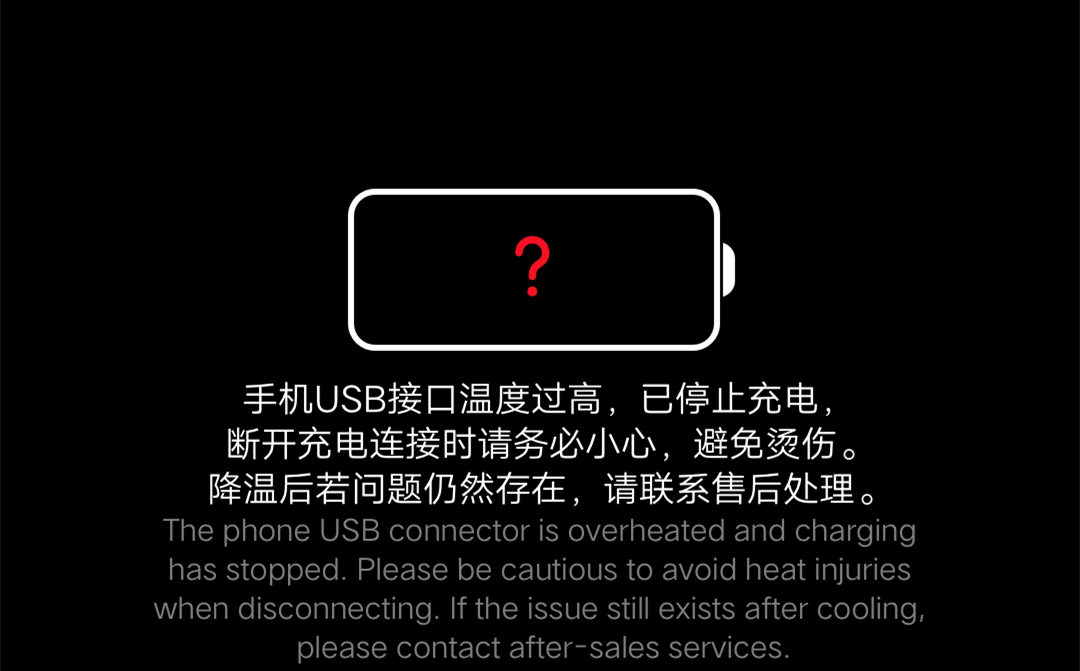 ?
手机USB接口温度过高，已停止充电，
断开充电连接时请务必小心，避免烫伤。
降温后若问题仍然存在，请联系售后处理。
The phone USB connector is overheated and charging
has stopped. Please be cautious to avoid heat injuries
when disconnecting. If the issue still exists after cooling,
please contact after-sales services.